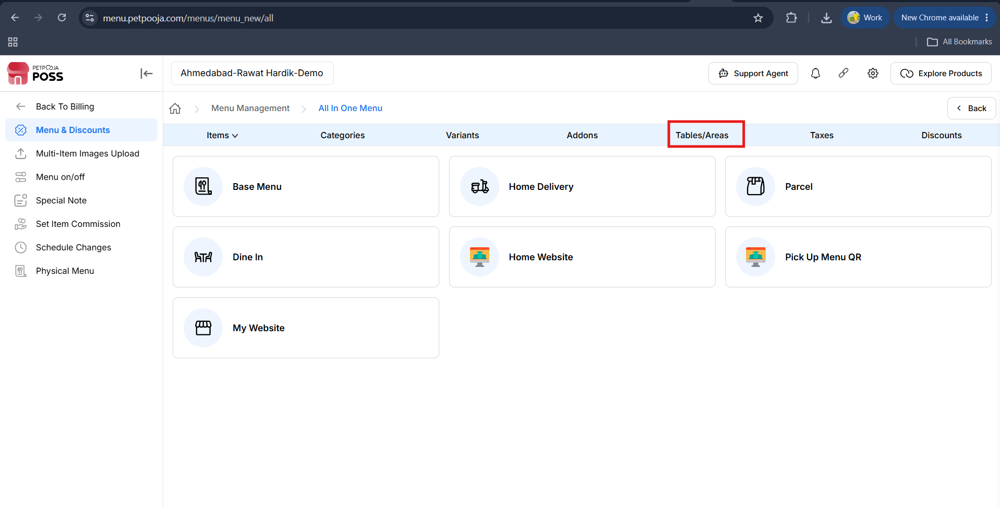 menu.petpooja.com/menus/menu_new/all
Work
New Chrome available
All Bookmarks
PETPOOJA
POSS
Ahmedabad-Rawat Hardik-Demo
Support Agent
Explore Products
Back To Billing
Menu & Discounts
Multi-Item Images Upload
Menu on/off
Special Note
Set Item Commission
Schedule Changes
Physical Menu
Menu Management
All In One Menu
Back
Items
Categories
Variants
Addons
Tables/Areas
Taxes
Discounts
Base Menu
Home Delivery
Parcel
Dine In
Home Website
Pick Up Menu QR
My Website